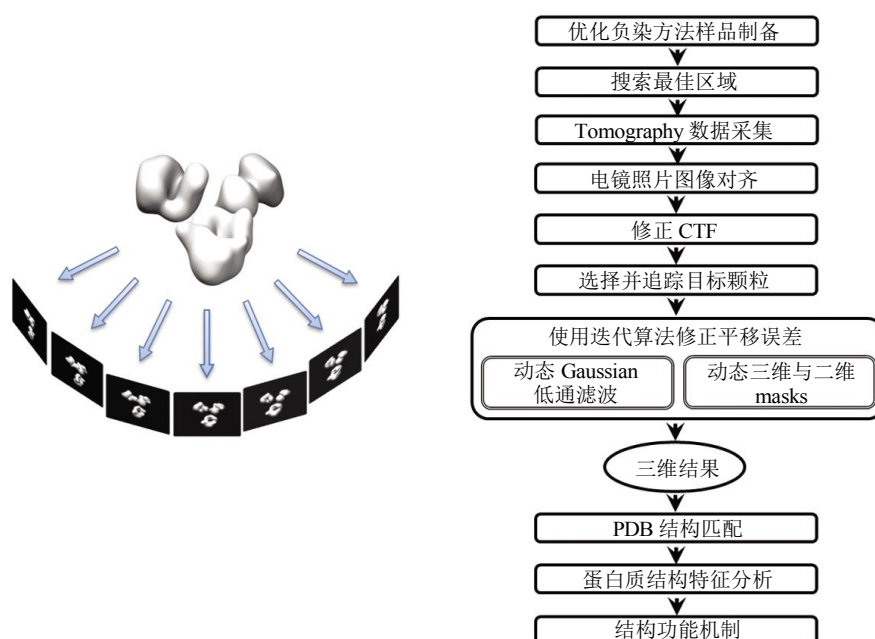 优化负染方法样品制备
搜索最佳区域
Tomography 数据采集
电镜照片图像对齐
修正 CTF
选择并追踪目标颗粒
使用迭代算法修正平移误差
动态 Gaussian
低通滤波
动态三维与二维
masks
三维结果
PDB 结构匹配
蛋白质结构特征分析
结构功能机制